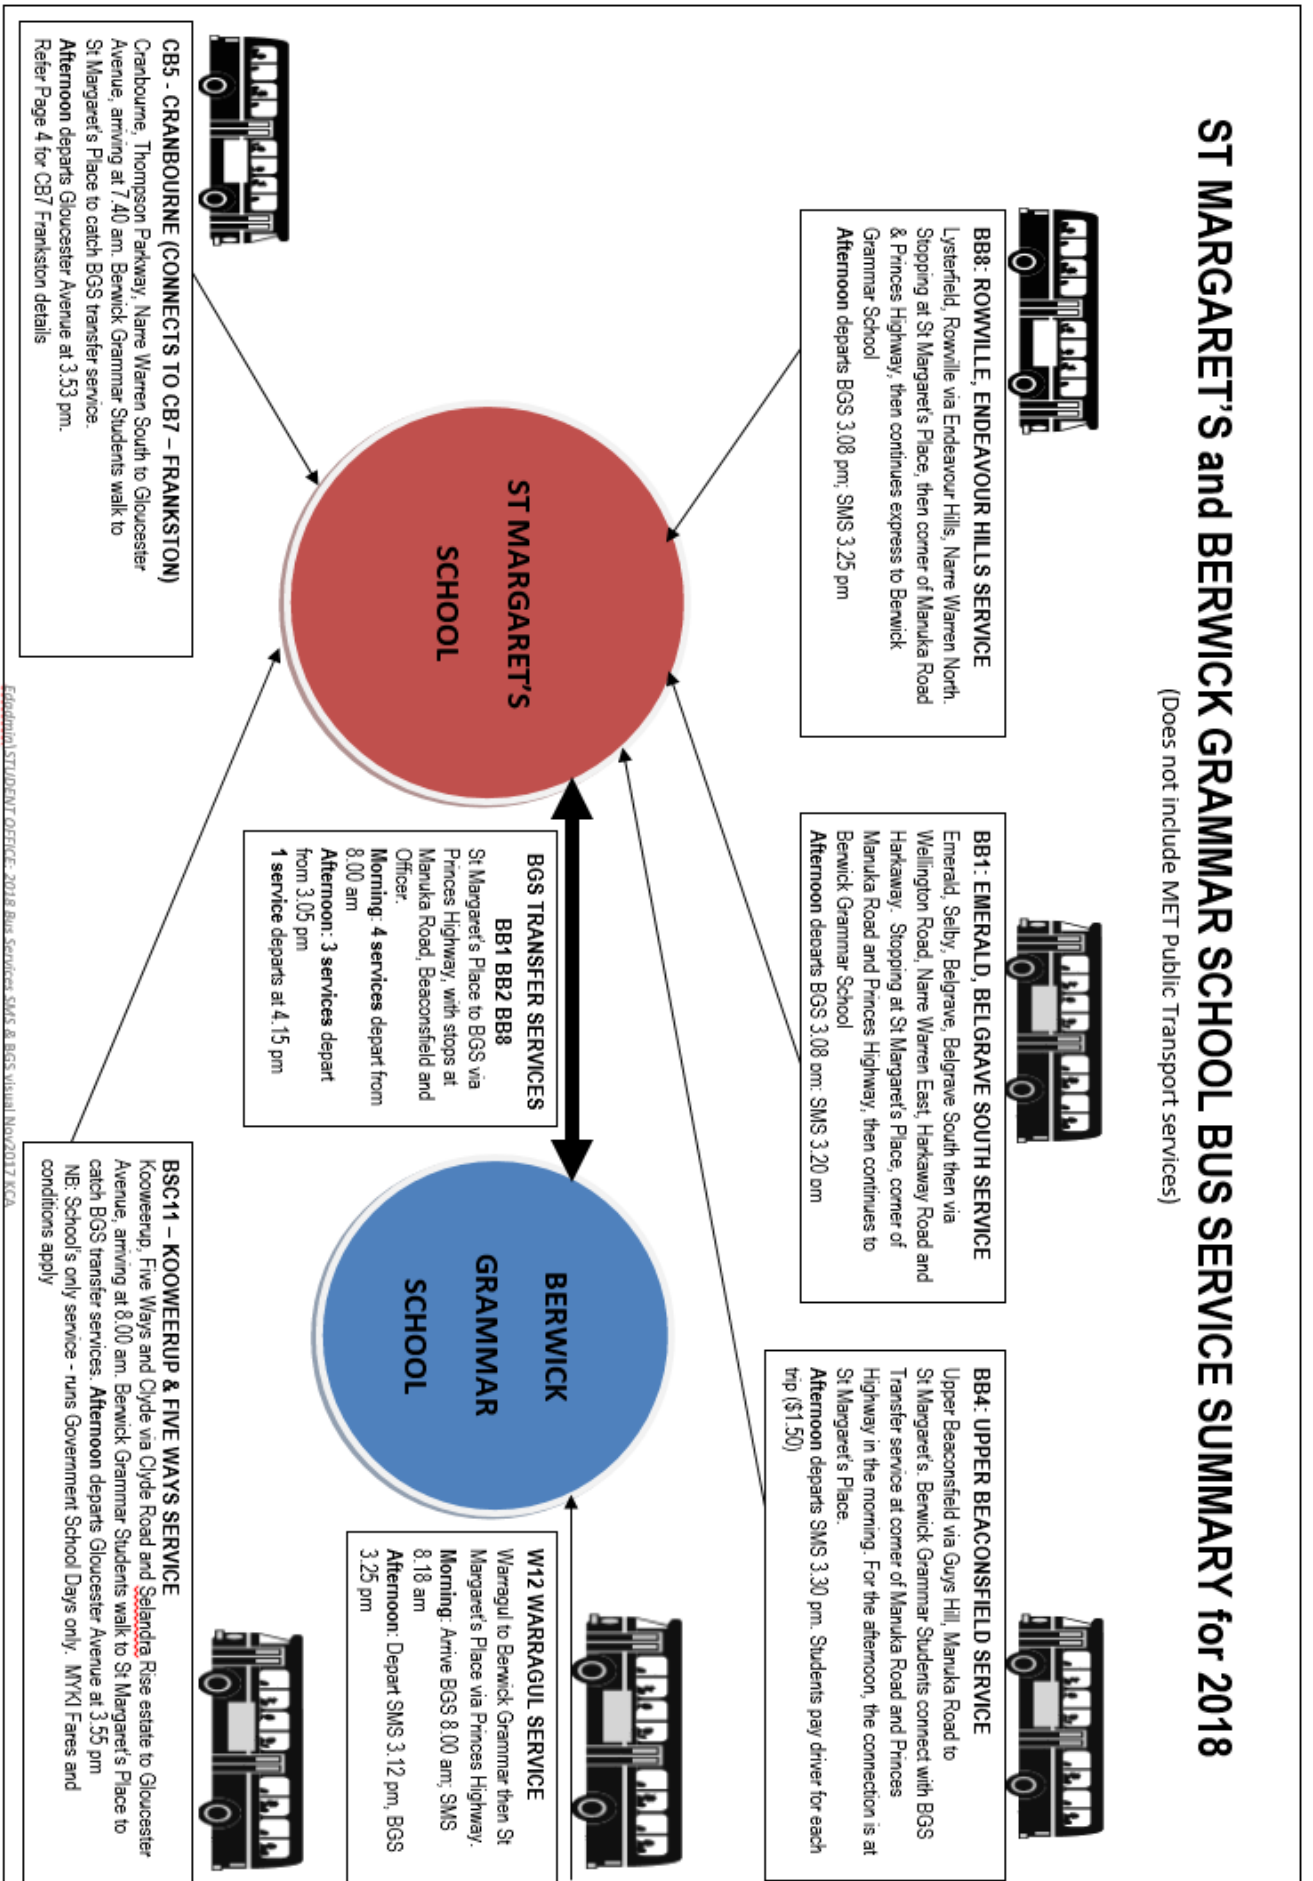 ST MARGARET'S and BERWICK GRAMMAR SCHOOL BUS SERVICE SUMMARY for 2018
(Does not include MET Public Transport services)
BB8: ROWVILLE, ENDEAVOUR HILLS SERVICE
Lysterfield, Rowville via Endeavour Hills, Narre Warren North.
Stopping at St Margaret's Place, then corner of Manuka Road
& Princes Highway, then continues express to Berwick
Grammar School
Afternoon departs BGS 3.08 pm; SMS 3.25 pm
BB1: EMERALD, BELGRAVE SOUTH SERVICE
Emerald, Selby, Belgrave, Belgrave South then via
Wellington Road, Narre Warren East, Harkaway Road and
Harkaway. Stopping at St Margaret's Place, corner of
Manuka Road and Princes Highway, then continues to
Berwick Grammar School
Afternoon departs BGS 3.08 pm: SMS 3.20 pm
BB4: UPPER BEACONSFIELD SERVICE
Upper Beaconsfield via Guys Hill, Manuka Road to
St Margaret's. Berwick Grammar Students connect with BGS
Transfer service at corner of Manuka Road and Princes
Highway in the morning. For the afternoon, the connection is at
St Margaret's Place.
Afternoon departs SMS 3.30 pm. Students pay driver for each
trip ($1.50)
ST MARGARET'S
SCHOOL
BGS TRANSFER SERVICES
BB1 BB2 BB8
St Margaret's Place to BGS via
Princes Highway, with stops at
Manuka Road, Beaconsfield and
Officer.
Morning: 4 services depart from
8.00 am
Afternoon: 3 services depart
from 3.05 pm
1 service departs at 4.15 pm
BERWICK
GRAMMAR
SCHOOL
W12 WARRAGUL SERVICE
Warragul to Berwick Grammar then St
Margaret's Place via Princes Highway.
Morning: Arrive BGS 8.00 am; SMS
8.18 am
Afternoon: Depart SMS 3.12 pm, BGS
3.25 pm
CB5 - CRANBOURNE (CONNECTS TO CB7 – FRANKSTON)
Cranbourne, Thompson Parkway, Narre Warren South to Gloucester
Avenue, arriving at 7.40 am. Berwick Grammar Students walk to
St Margaret's Place to catch BGS transfer service.
Afternoon departs Gloucester Avenue at 3.53 pm.
Refer Page 4 for CB7 Frankston details
BSC11 – KOOWEERUP & FIVE WAYS SERVICE
Kooweerup, Five Ways and Clyde via Clyde Road and Selandra Rise estate to Gloucester
Avenue, arriving at 8.00 am. Berwick Grammar Students walk to St Margaret's Place to
catch BGS transfer services. Afternoon departs Gloucester Avenue at 3.55 pm
NB: School's only service - runs Government School Days only. MYKI Fares and
conditions apply
Edadmin\STUDENT OFFICE 2018 Bus Services SMS & BGS visual Nov2017 KCA